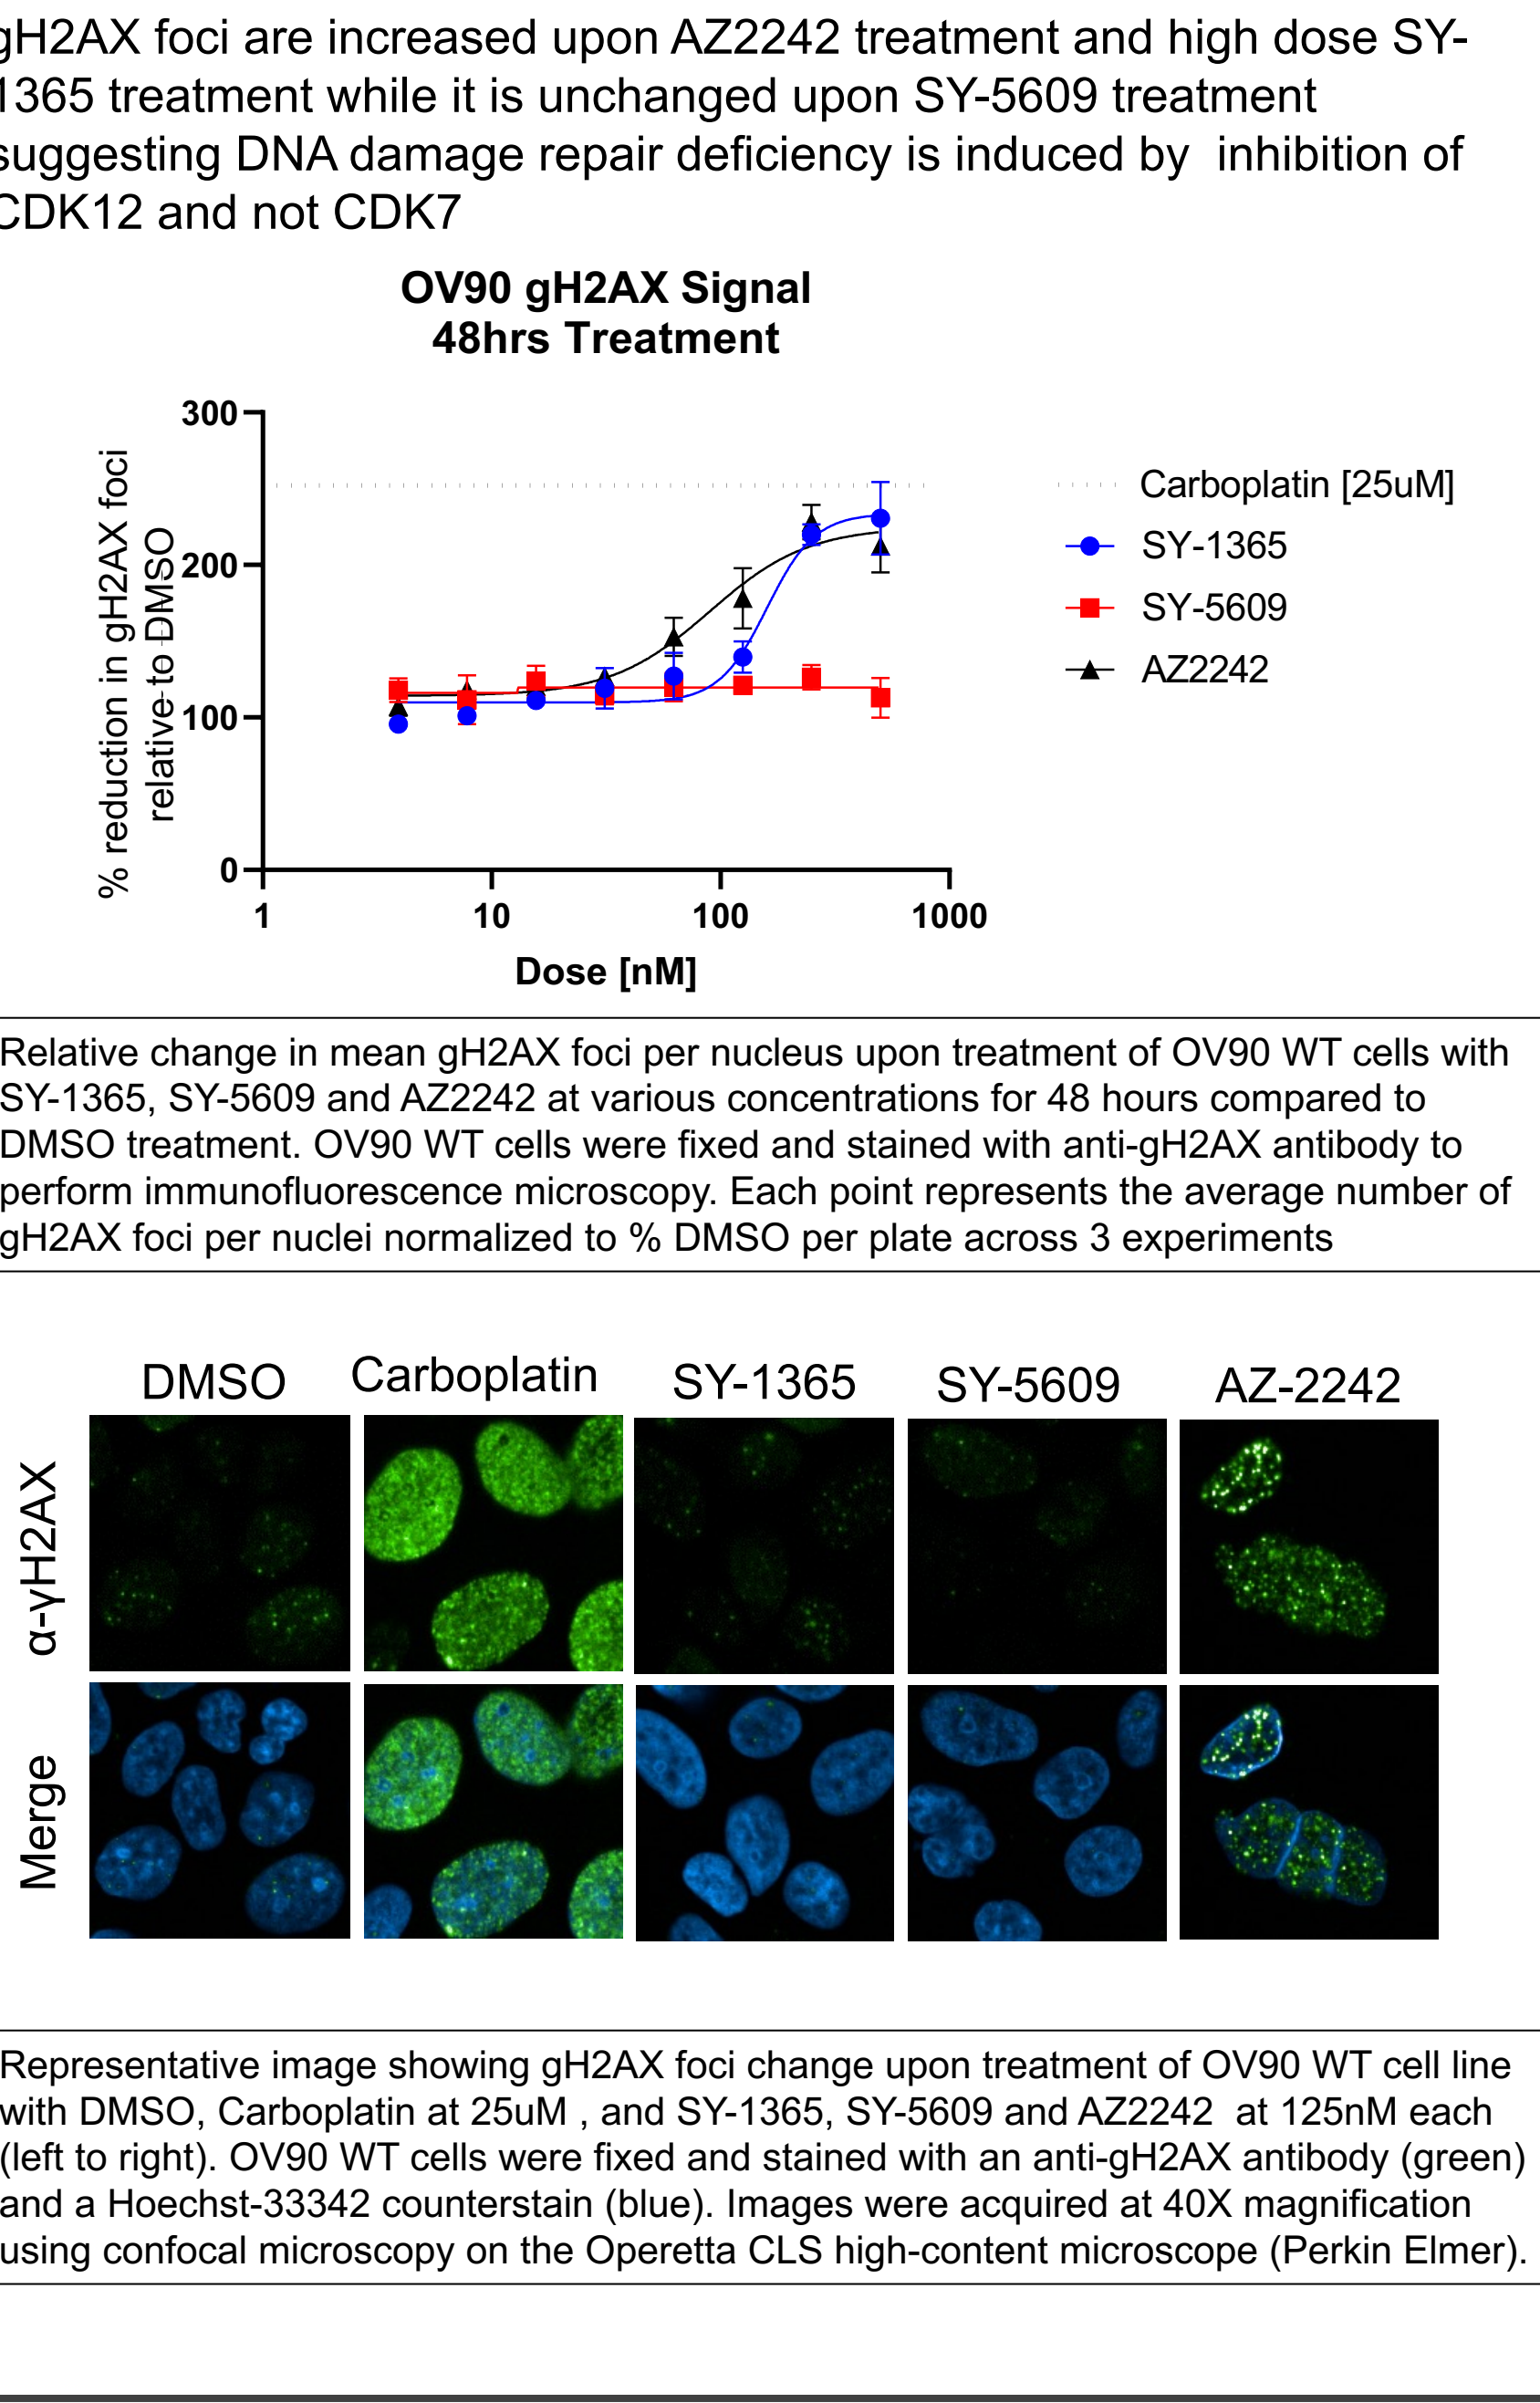 gH2AX foci are increased upon AZ2242 treatment and high dose SY-
1365 treatment while it is unchanged upon SY-5609 treatment
suggesting DNA damage repair deficiency is induced by  inhibition of
CDK12 and not CDK7
OV90 gH2AX Signal
48hrs Treatment
% reduction in gH2AX foci
relative to DMSO
300
200
100
0
1
10
100
1000
Dose [nM]
Carboplatin [25uM]
SY-1365
SY-5609
AZ2242
Relative change in mean gH2AX foci per nucleus upon treatment of OV90 WT cells with
SY-1365, SY-5609 and AZ2242 at various concentrations for 48 hours compared to
DMSO treatment. OV90 WT cells were fixed and stained with anti-gH2AX antibody to
perform immunofluorescence microscopy. Each point represents the average number of
gH2AX foci per nuclei normalized to % DMSO per plate across 3 experiments
DMSO
Carboplatin
SY-1365
SY-5609
AZ-2242
α-γH2AX
Merge
Representative image showing gH2AX foci change upon treatment of OV90 WT cell line
with DMSO, Carboplatin at 25uM , and SY-1365, SY-5609 and AZ2242  at 125nM each
(left to right). OV90 WT cells were fixed and stained with an anti-gH2AX antibody (green)
and a Hoechst-33342 counterstain (blue). Images were acquired at 40X magnification
using confocal microscopy on the Operetta CLS high-content microscope (Perkin Elmer).